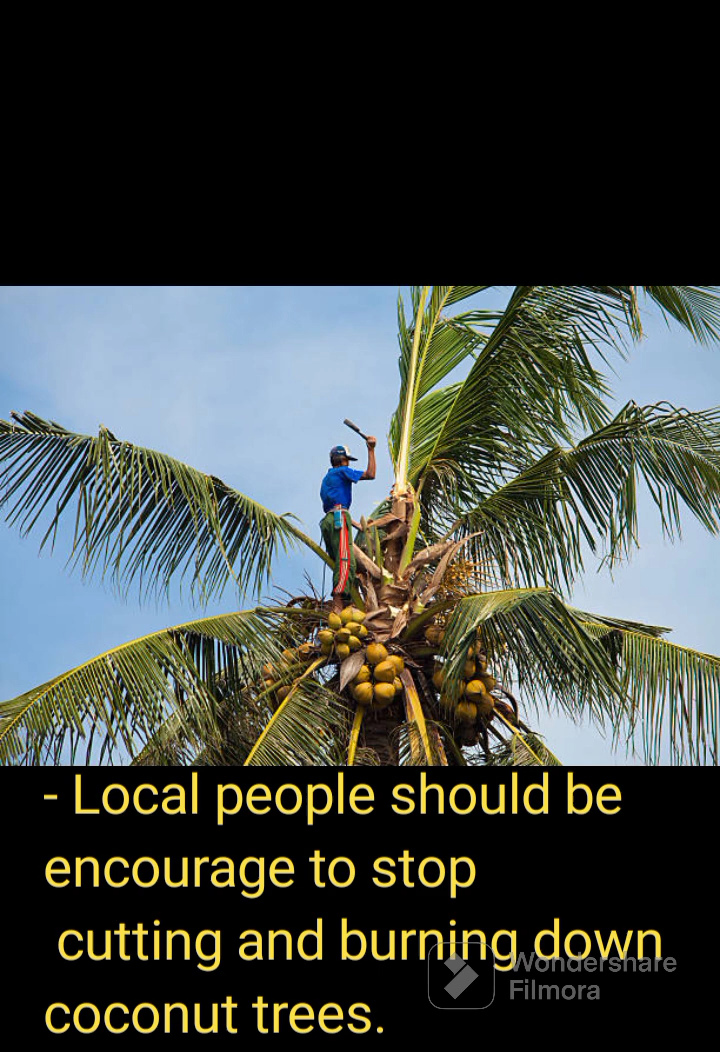 - Local people should be
encourage to stop
cutting and burning down
coconut trees.
Wondershare
Filmora